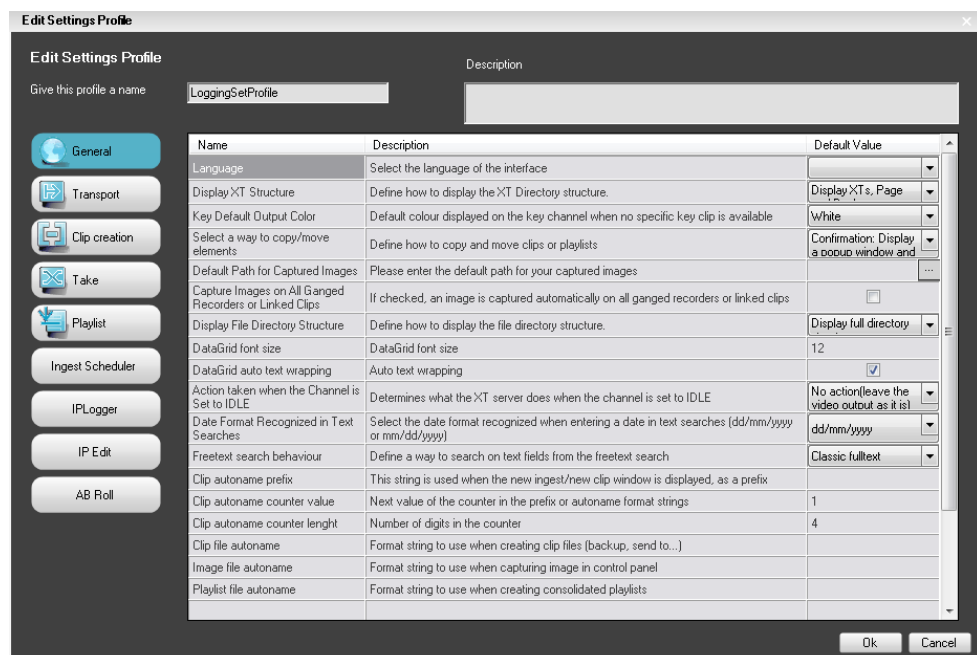 Edit Settings Profile
Edit Settings Profile
Description
Give this profile a name
LoggingSetProfile
General
Transport
Clip creation
Take
Playlist
Ingest Scheduler
IPLogger
IP Edit
AB Roll
Name Description Default Value
Language Select the language of the interface
Display XT Structure Define how to display the XT Directory structure. Display XTs, Page
Key Default Output Color Default colour displayed on the key channel when no specific key clip is available White
Select a way to copy/move
elements
Define how to copy and move clips or playlists
Confirmation: Display
a popup window and
Default Path for Captured Images Please enter the default path for your captured images ...
Capture Images on All Ganged
Recorders or Linked Clips
If checked, an image is captured automatically on all ganged recorders or linked clips
Display File Directory Structure Define how to display the file directory structure. Display full directory
DataGrid font size DataGrid font size 12
DataGrid auto text wrapping Auto text wrapping
Action taken when the Channel is
Set to IDLE
Determines what the XT server does when the channel is set to IDLE
No action(leave the
video output as it is)
Date Format Recognized in Text
Searches
Select the date format recognized when entering a date in text searches (dd/mm/yyyy
or mm/dd/yyyy)
dd/mm/yyyy
Freetext search behaviour Define a way to search on text fields from the freetext search Classic fulltext
Clip autoname prefix This string is used when the new ingest/new clip window is displayed, as a prefix
Clip autoname counter value Next value of the counter in the prefix or autoname format strings 1
Clip autoname counter lenght Number of digits in the counter 4
Clip file autoname Format string to use when creating clip files (backup, send to...)
Image file autoname Format string to use when capturing image in control panel
Playlist file autoname Format string to use when creating consolidated playlists
Ok Cancel